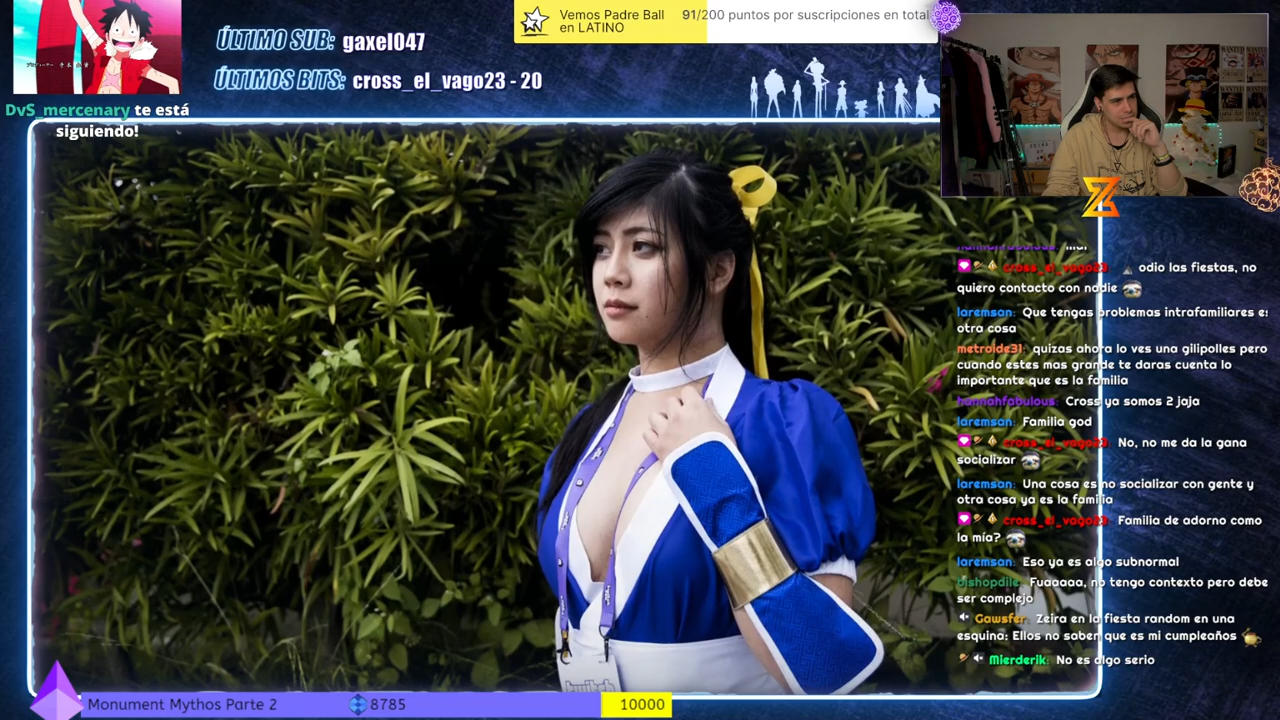 ÚLTIMO SUB: gaxel047
ÚLTIMOS BITS: cross_el_vago23 - 20
DvS_mercenary te está
siguiendo!
Vemos Padre Ball
en LATINO
91/200 puntos por suscripciones en total
cross_el_vago23: odio las fiestas, no
quiero contacto con nadie
laremsan: Que tengas problemas intrafamiliares es
otra cosa
metroide31: quizas ahora lo ves una gilipolles pero
cuando estes mas grande te daras cuenta lo
importante que es la familia
hannahfabulous: Cross ya somos 2 jaja
laremsan: Familia god
cross_el_vago23: No, no me da la gana
socializar
laremsan: Una cosa es no socializar con gente y
otra cosa ya es la familia
cross_el_vago23: Familia de adorno como
la mía?
laremsan: Eso ya es algo subnormal
bishopdile: Fuaaaaa, no tengo contexto pero debe
ser complejo
Gawsfer: Zeira en la fiesta random en una
esquina: Ellos no saben que es mi cumpleaños
Mierderik: No es algo serio
Monument Mythos Parte 2
8785
10000